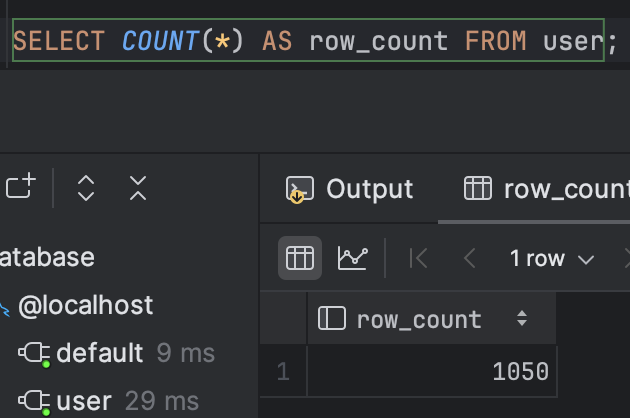 SELECT COUNT(*) AS row_count FROM user;
Output
row_count
1 row
atabase
@localhost
default 9 ms
user 29 ms
row_count
1 1050